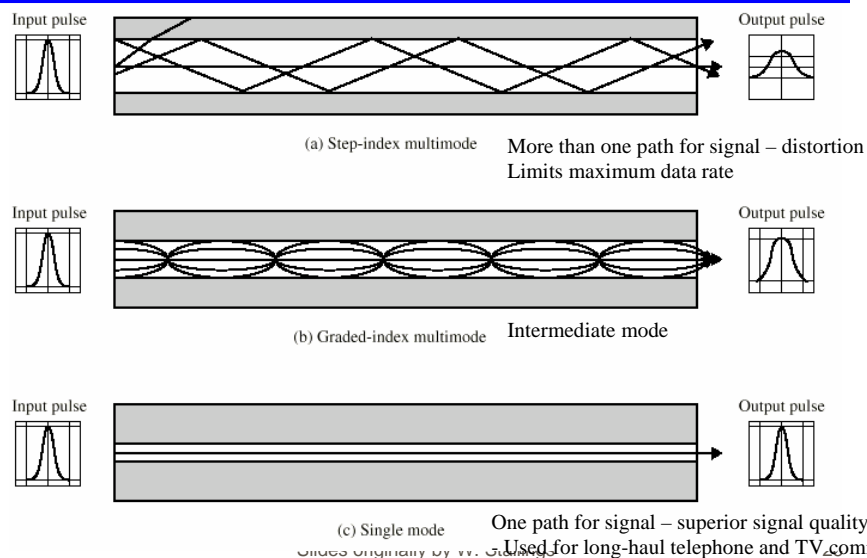 Input pulse
Output pulse
(a) Step-index multimode
More than one path for signal – distortion
Limits maximum data rate
Input pulse
Output pulse
(b) Graded-index multimode
Intermediate mode
Input pulse
Output pulse
(c) Single mode
One path for signal – superior signal quality
Slides originally by W. Stallings
- Used for long-haul telephone and TV com